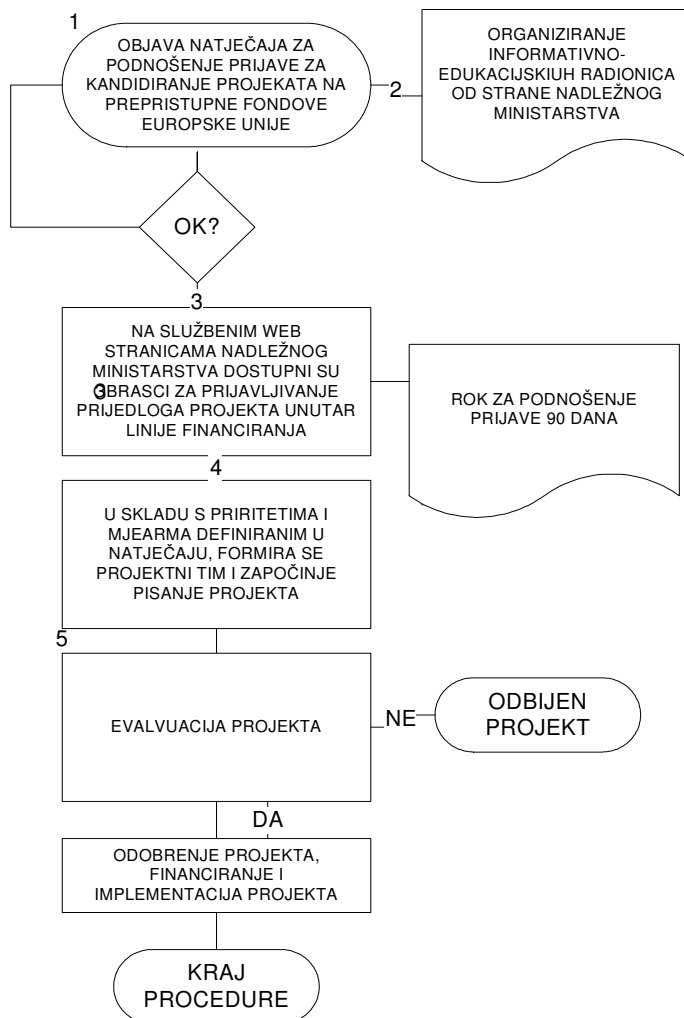 1
OBJAVA NATJEČAJA ZA
PODNOŠENJE PRIJAVE ZA
KANDIDIRANJE PROJEKATA NA
PREPRISTUPNE FONDOVE
EUROPSKE UNIJE
2
ORGANIZIRANJE
INFORMATIVNO-
EDUKACIJSKIUH RADIONICA
OD STRANE NADLEŽNOG
MINISTARSTVA
OK?
3
NA SLUŽBENIM WEB
STRANICAMA NADLEŽNOG
MINISTARSTVA DOSTUPNI SU
3
OBRASCI ZA PRIJAVLJIVANJE
PRIJEDLOGA PROJEKTA UNUTAR
LINIJE FINANCIRANJA
ROK ZA PODNOŠENJE
PRIJAVE 90 DANA
4
U SKLADU S PRIRITETIMA I
MJEARMA DEFINIRANIM U
NATJEČAJU, FORMIRA SE
PROJEKTNI TIM I ZAPOČINJE
PISANJE PROJEKTA
5
EVALVUACIJA PROJEKTA
NE
ODBIJEN
PROJEKT
DA
ODOBRENJE PROJEKTA,
FINANCIRANJE I
IMPLEMENTACIJA PROJEKTA
KRAJ
PROCEDURE